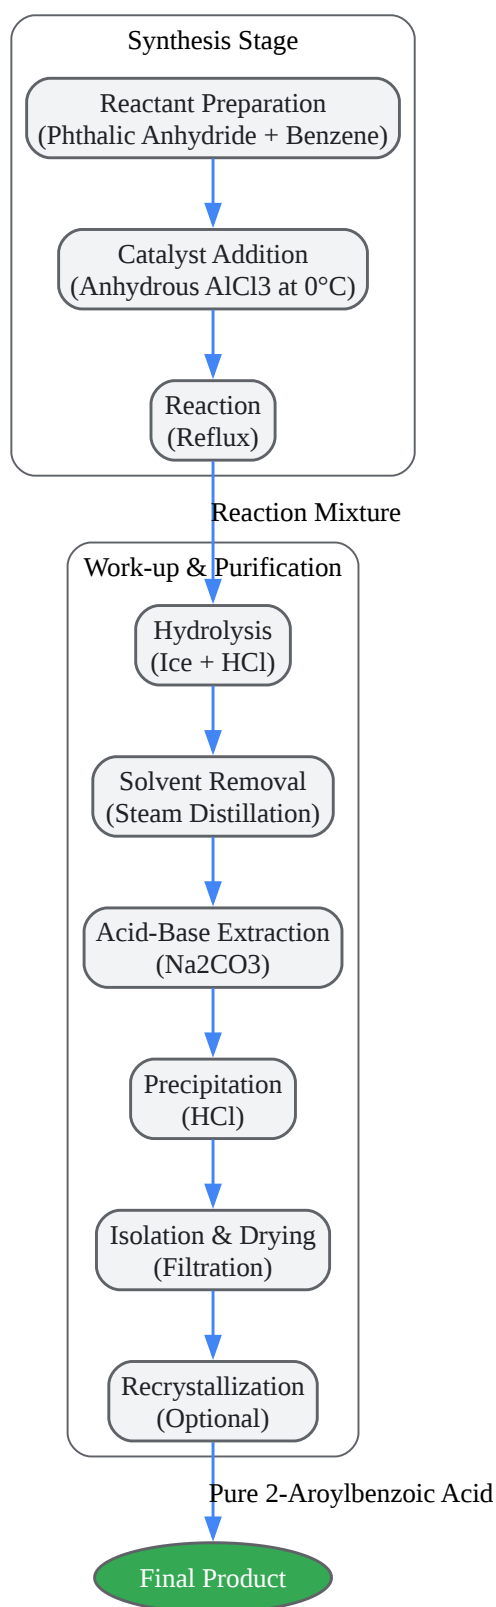 Synthesis Stage
Reactant Preparation
(Phthalic Anhydride + Benzene)
Catalyst Addition
(Anhydrous AlCl3 at 0°C)
Reaction
(Reflux)
Reaction Mixture
Work-up & Purification
Hydrolysis
(Ice + HCl)
Solvent Removal
(Steam Distillation)
Acid-Base Extraction
(Na2CO3)
Precipitation
(HCl)
Isolation & Drying
(Filtration)
Recrystallization
(Optional)
Pure 2-Aroylbenzoic Acid
Final Product